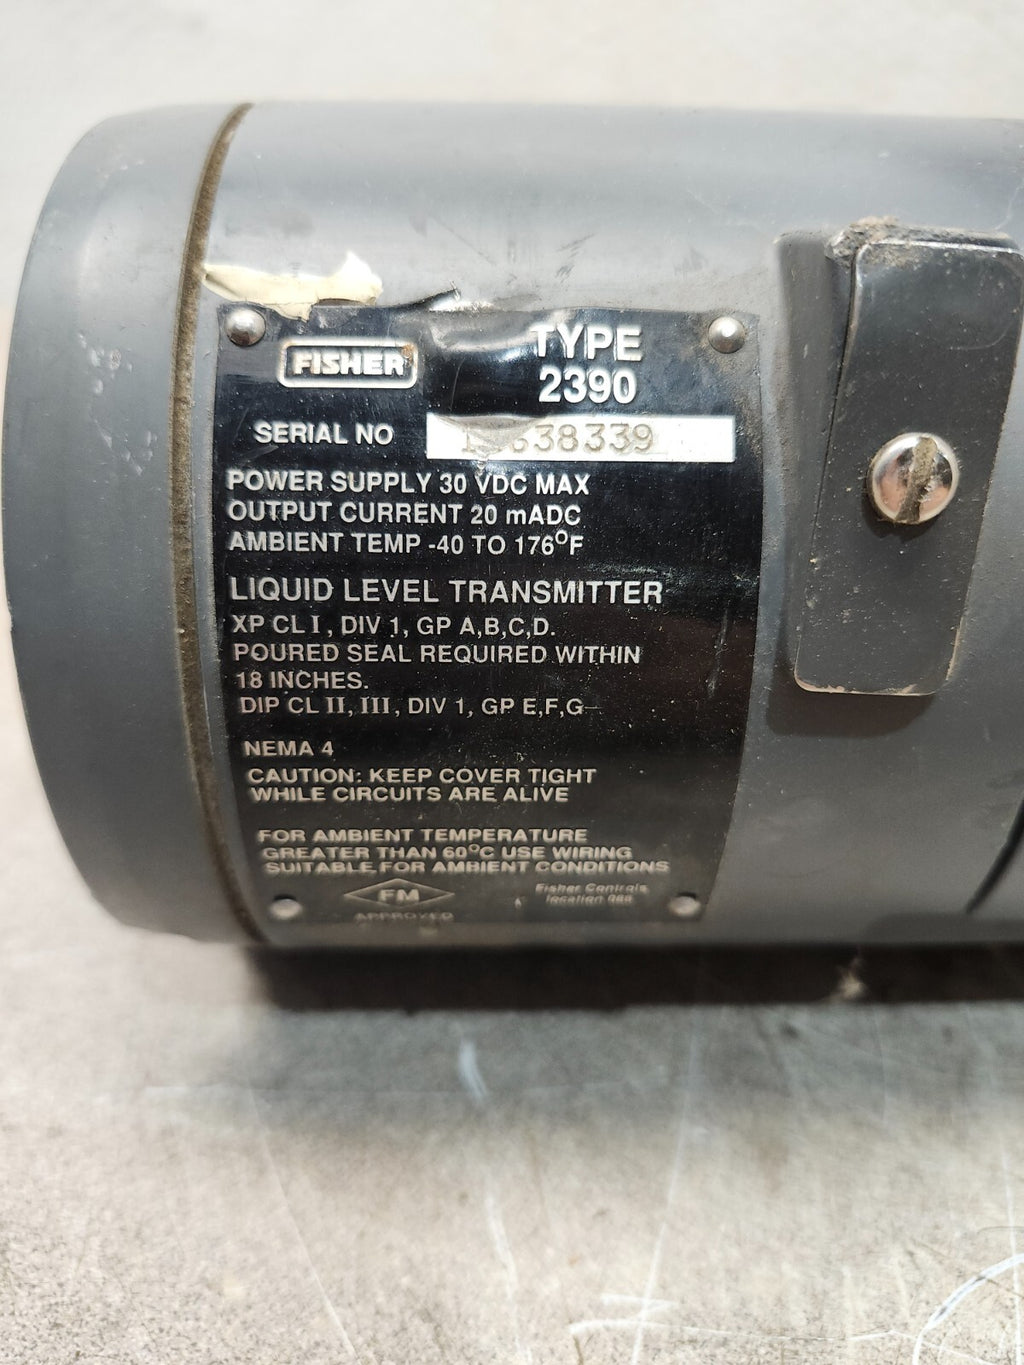 FISHER
TYPE
2390
SERIAL NO 38339
POWER SUPPLY 30 VDC MAX
OUTPUT CURRENT 20 mADC
AMBIENT TEMP -40 TO 176°F
LIQUID LEVEL TRANSMITTER
XP CL I, DIV 1, GP A,B,C,D.
POURED SEAL REQUIRED WITHIN
18 INCHES.
DIP CL II, III, DIV 1, GP E,F,G
NEMA 4
CAUTION: KEEP COVER TIGHT
WHILE CIRCUITS ARE ALIVE
FOR AMBIENT TEMPERATURE
GREATER THAN 60°C USE WIRING
SUITABLE FOR AMBIENT CONDITIONS
FM
APPROVED
Fisher Controls
location